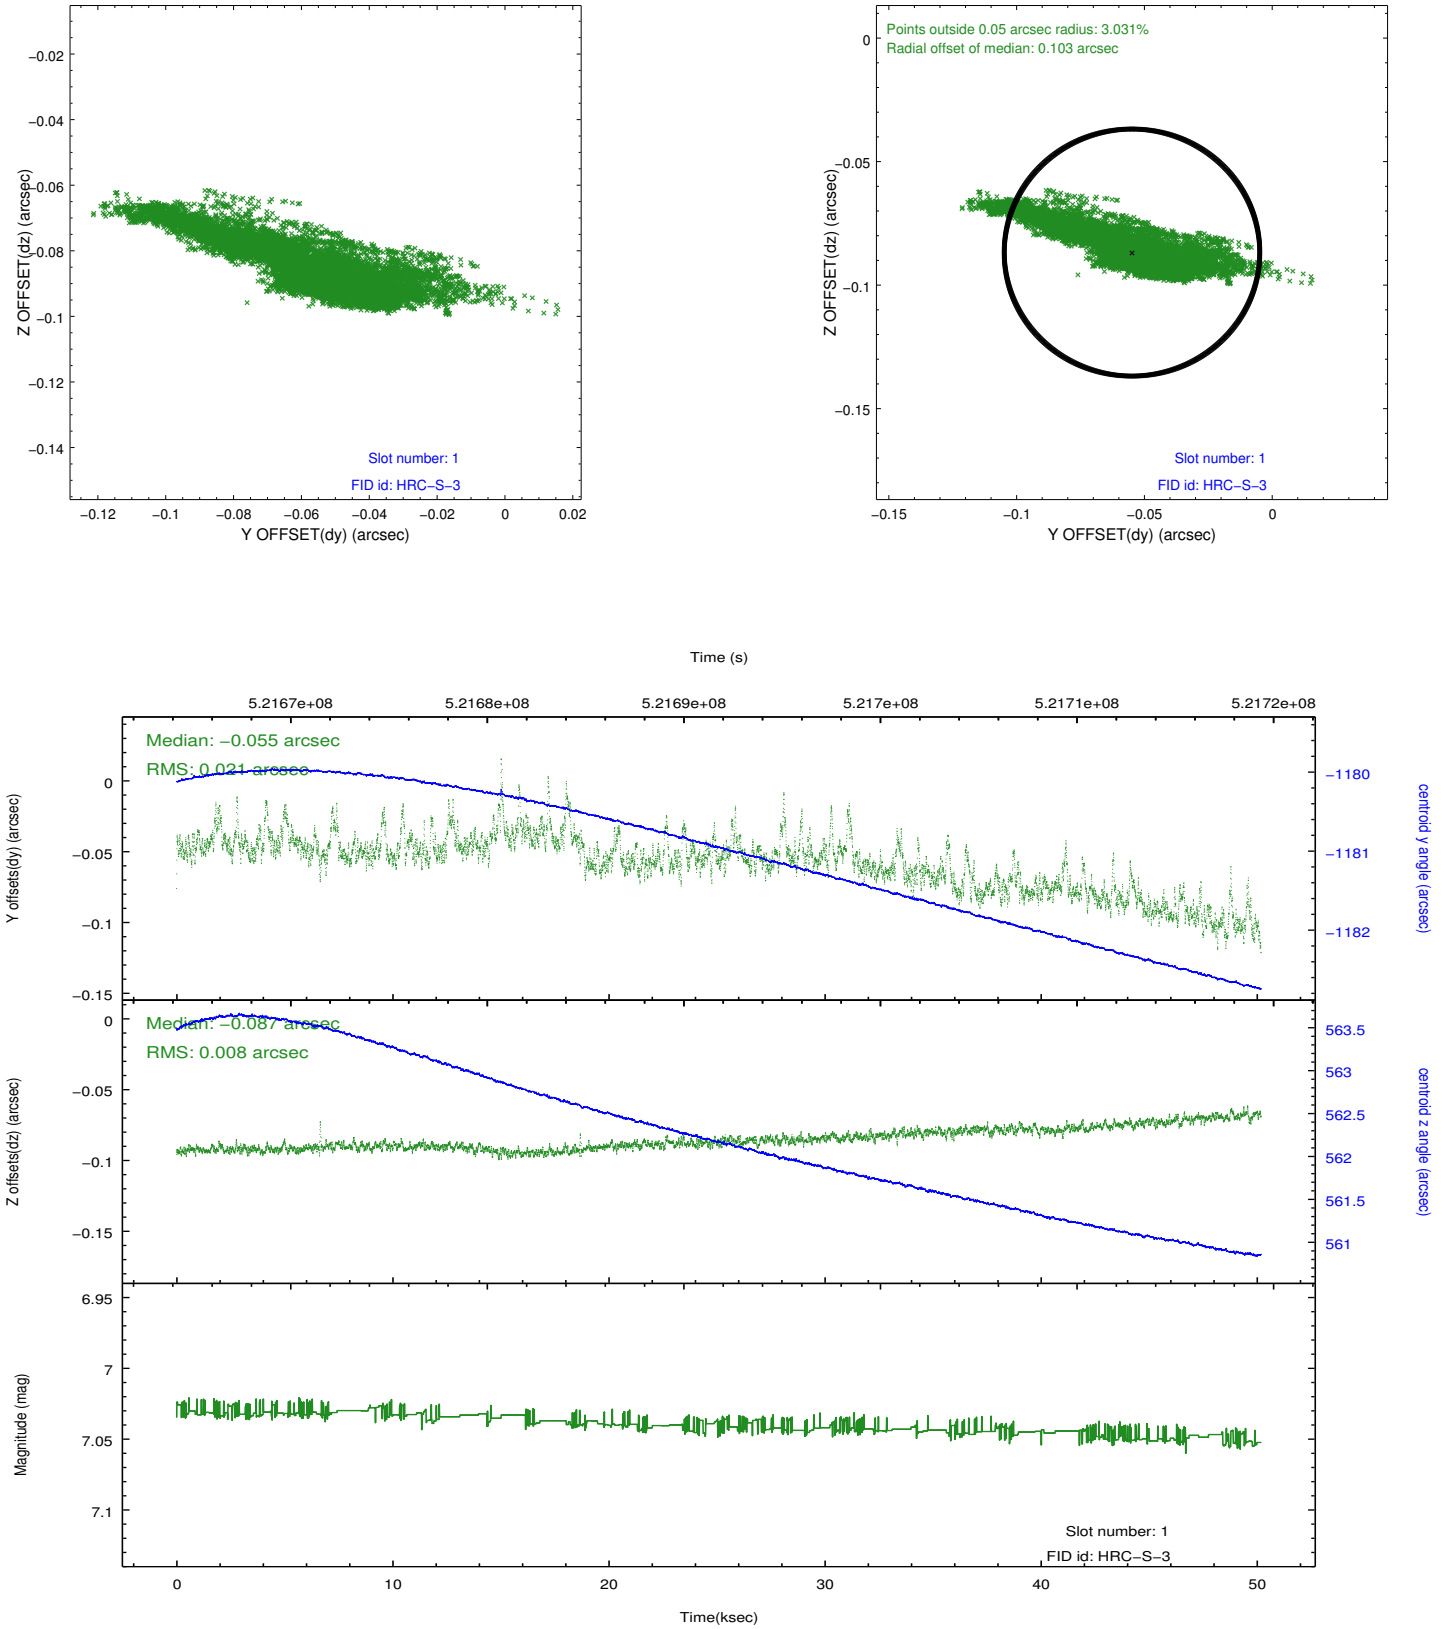 −0.02
−0.04
−0.06
−0.08
−0.1
−0.12
−0.14
Z OFFSET(dz) (arcsec)
Slot number: 1
FID id: HRC−S−3
−0.12 −0.1 −0.08 −0.06 −0.04 −0.02 0 0.02
Y OFFSET(dy) (arcsec)
Points outside 0.05 arcsec radius: 3.031%
Radial offset of median: 0.103 arcsec
0
−0.05
−0.1
−0.15
Z OFFSET(dz) (arcsec)
Slot number: 1
FID id: HRC−S−3
−0.15 −0.1 −0.05 0
Y OFFSET(dy) (arcsec)
Time (s)
5.2167e+08 5.2168e+08 5.2169e+08 5.217e+08 5.2171e+08 5.2172e+08
Median: −0.055 arcsec
RMS: 0.021 arcsec
0
−0.05
−0.1
−0.15
Y offsets(dy) (arcsec)
−1180
−1181
−1182
centroid y angle (arcsec)
Median: −0.087 arcsec
RMS: 0.008 arcsec
0
−0.05
−0.1
−0.15
Z offsets(dz) (arcsec)
563.5
563
562.5
562
561.5
561
centroid z angle (arcsec)
6.95
7
7.05
7.1
Magnitude (mag)
Slot number: 1
FID id: HRC−S−3
0 10 20 30 40 50
Time(ksec)